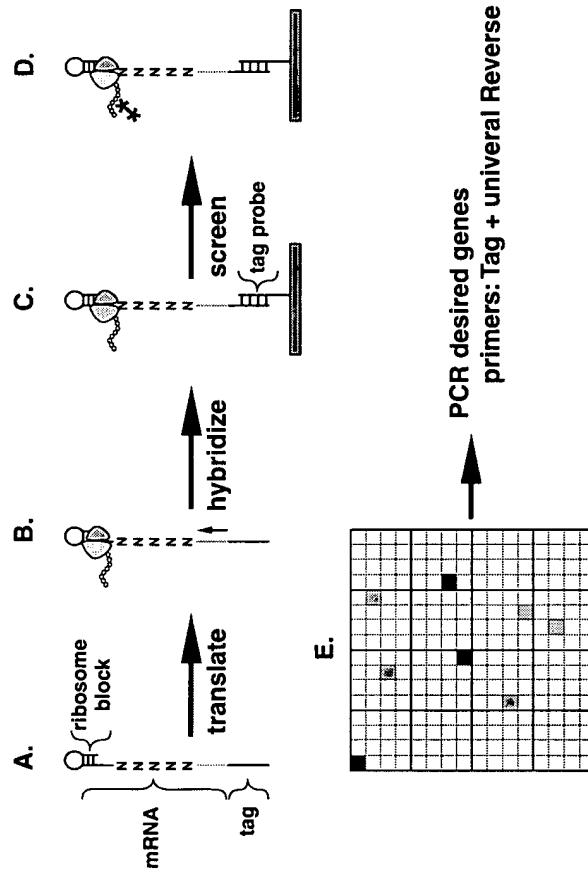 A.
B.
C.
D.
ribosome
block
mRNA
N
N
N
N
N
tag
translate
N
N
N
N
N
hybridize
N
N
N
N
N
tag probe
screen
N
N
N
N
N
E.
PCR desired genes
primers: Tag + univeral Reverse